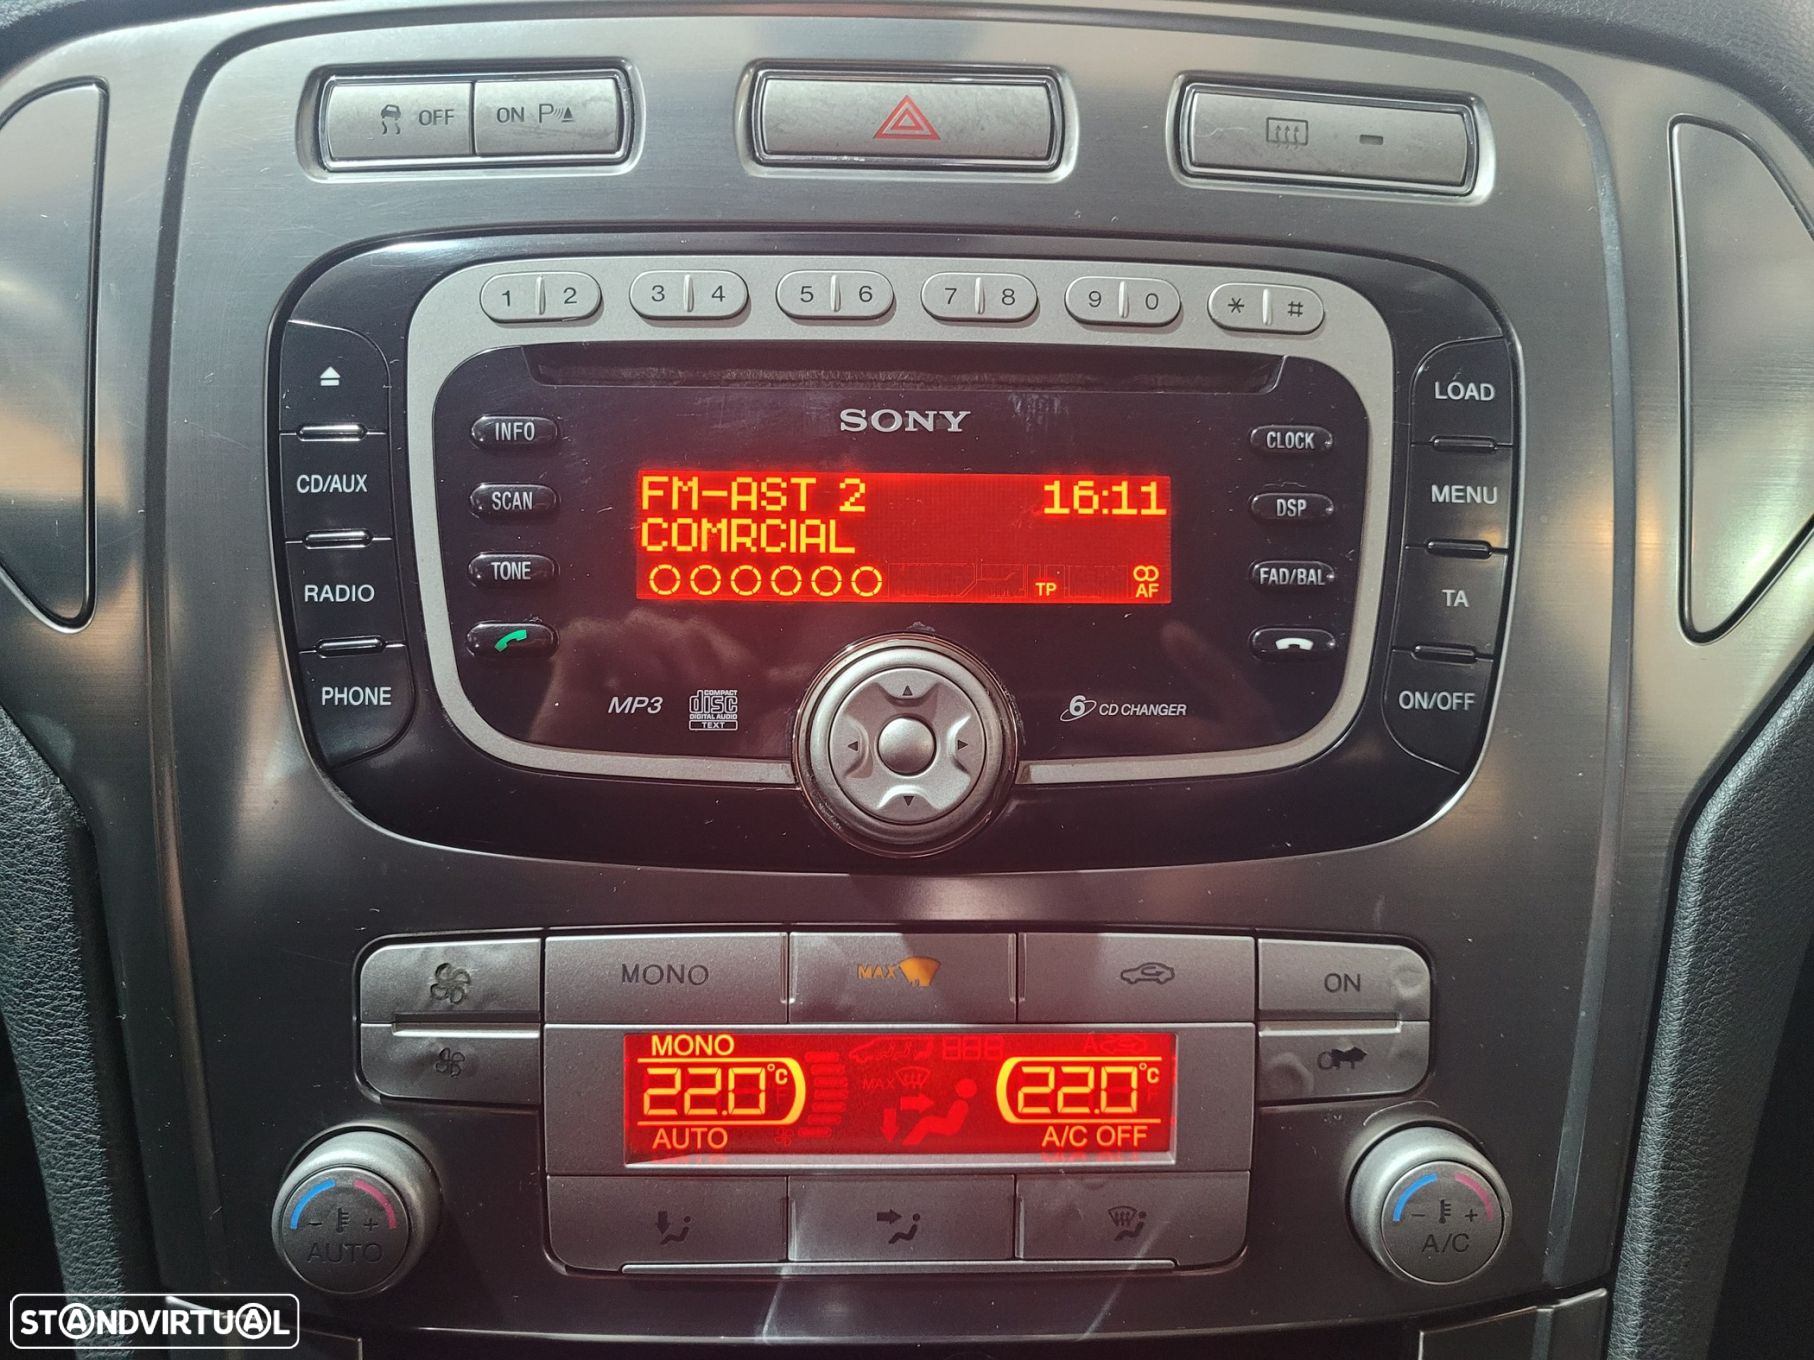 OFF ON P
1 2 3 4 5 6 7 8 9 0 * #
SONY
INFO
SCAN
TONE
CD/AUX
RADIO
PHONE
FM-AST 2 16:11
COMRCIAL
TP AF
CLOCK
DSP
FAD/BAL
LOAD
MENU
TA
ON/OFF
MP3
COMPACT
disc
DIGITAL AUDIO
TEXT
6 CD CHANGER
MONO MAX ON
MONO
22.0°C 22.0°C
MAX
AUTO A/C OFF
- + AUTO
- + A/C
STANDVIRTUAL